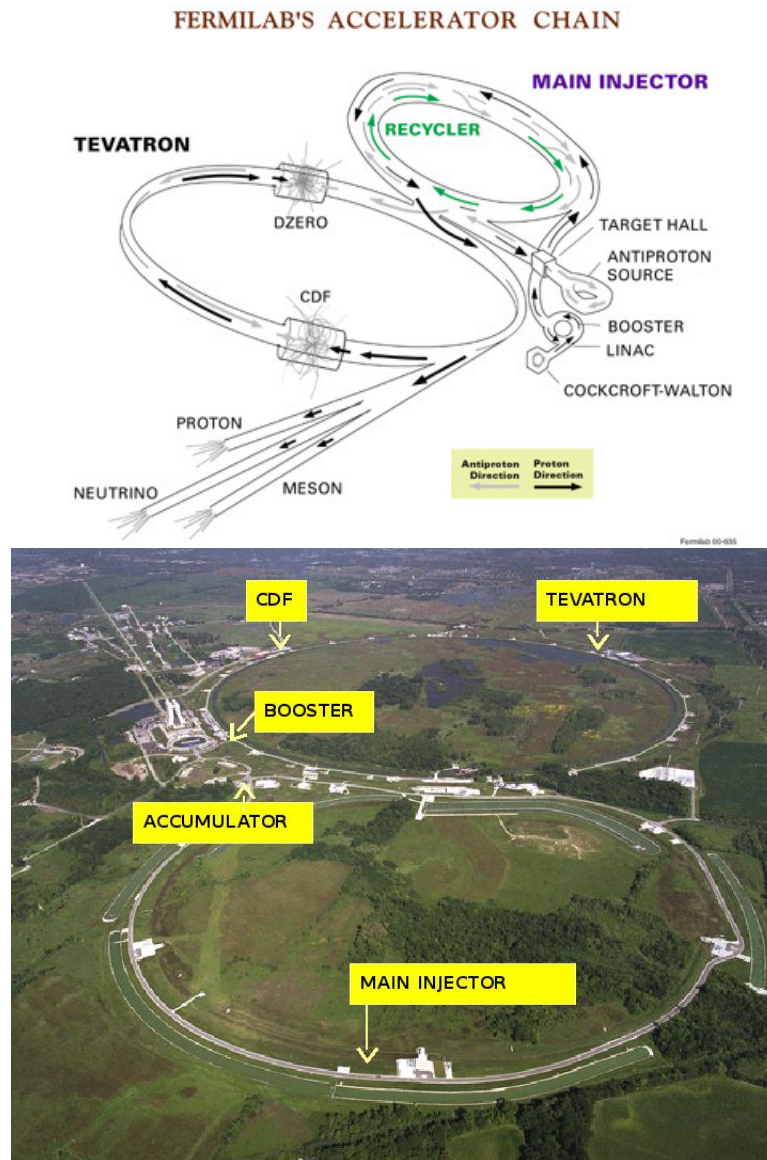 FERMILAB'S ACCELERATOR CHAIN
MAIN INJECTOR
RECYCLER
TEVATRON
DZERO
TARGET HALL
ANTIPROTON
SOURCE
CDF
BOOSTER
LINAC
COCKCROFT-WALTON
PROTON
NEUTRINO
MESON
Antiproton
Direction
Proton
Direction
Fermilab 00-635
CDF
TEVATRON
BOOSTER
ACCUMULATOR
MAIN INJECTOR